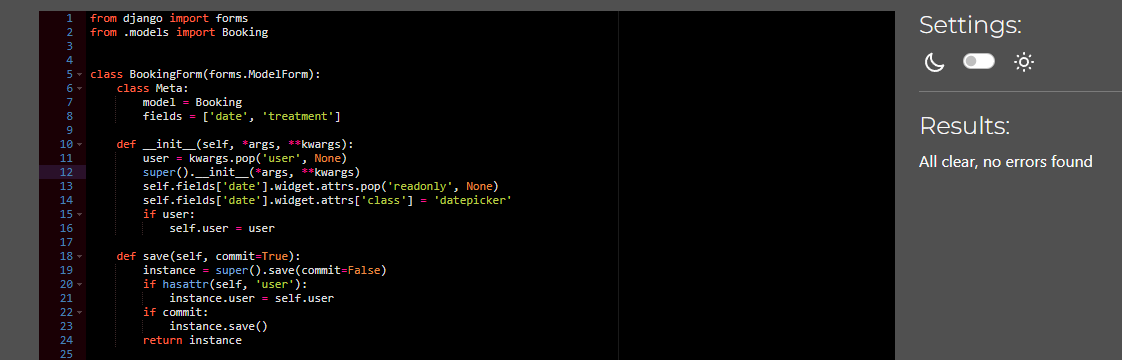 1 from django import forms
2 from .models import Booking
3
4
5 class BookingForm(forms.ModelForm):
6     class Meta:
7         model = Booking
8         fields = ['date', 'treatment']
9
10     def __init__(self, *args, **kwargs):
11         user = kwargs.pop('user', None)
12         super().__init__(*args, **kwargs)
13         self.fields['date'].widget.attrs.pop('readonly', None)
14         self.fields['date'].widget.attrs['class'] = 'datepicker'
15         if user:
16             self.user = user
17
18     def save(self, commit=True):
19         instance = super().save(commit=False)
20         if hasattr(self, 'user'):
21             instance.user = self.user
22         if commit:
23             instance.save()
24         return instance
25
Settings:
Results:
All clear, no errors found